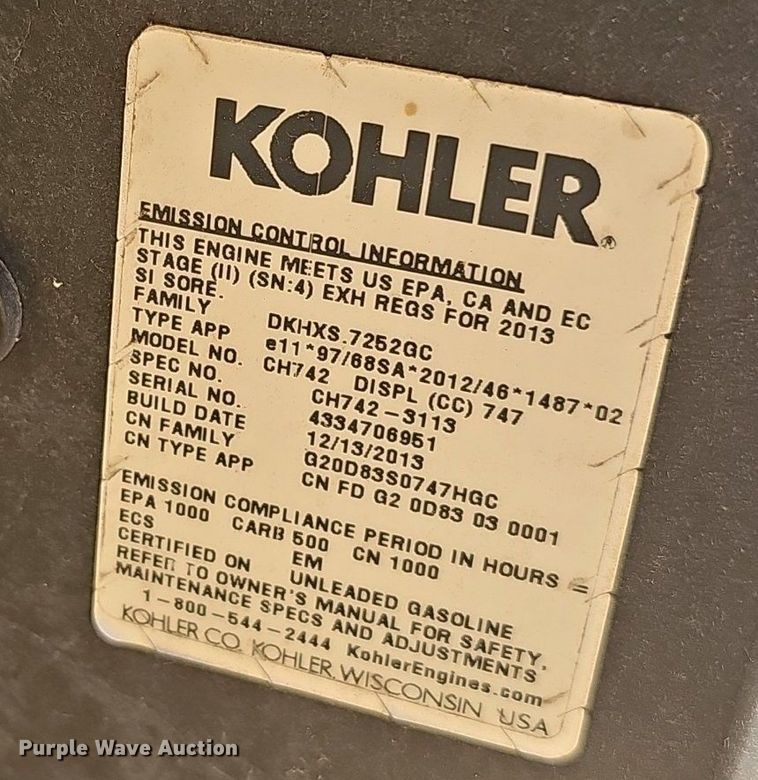 KOHLER®
EMISSION CONTROL INFORMATION
THIS ENGINE MEETS US EPA, CA AND EC
STAGE (II) (SN:4) EXH REGS FOR 2013
SI SORE.
FAMILY DKHXS.7252GC
TYPE APP e11*97/68SA*2012/46*1487*02
MODEL NO. CH742 DISPL (CC) 747
SPEC NO. CH742-3113
SERIAL NO. 4334706951
BUILD DATE 12/13/2013
CN FAMILY G20D83S0747HGC
CN TYPE APP CN FD G2 0D83 03 0001
EMISSION COMPLIANCE PERIOD IN HOURS =
EPA 1000 CARB 500 CN 1000
ECS EM
CERTIFIED ON UNLEADED GASOLINE
REFER TO OWNER'S MANUAL FOR SAFETY,
MAINTENANCE SPECS AND ADJUSTMENTS
1-800-544-2444 KohlerEngines.com
KOHLER CO. KOHLER, WISCONSIN USA
Purple Wave Auction